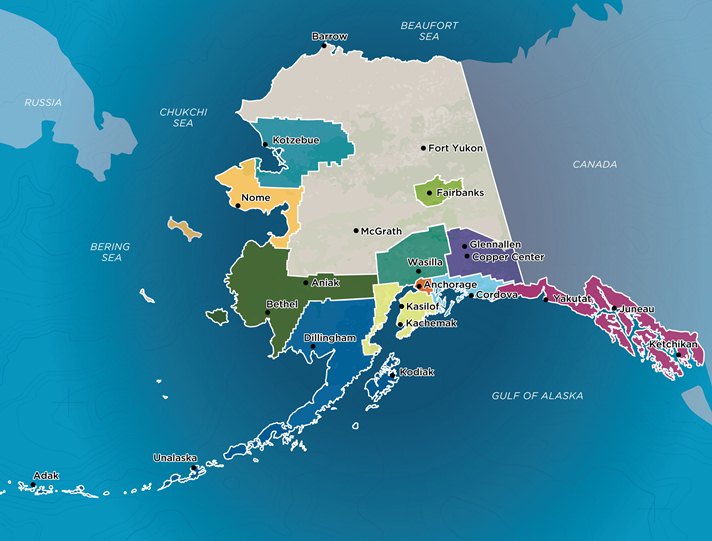 BEAUFORT
SEA
Barrow
RUSSIA
CHUKCHI
SEA
Kotzebue
Fort Yukon
CANADA
Fairbanks
Nome
McGrath
BERING
SEA
Glennallen
Copper Center
Wasilla
Aniak
Anchorage
Cordova
Yakutat
Bethel
Kasilof
Juneau
Kachemak
Dillingham
Ketchikan
Kodiak
GULF OF ALASKA
Unalaska
Adak